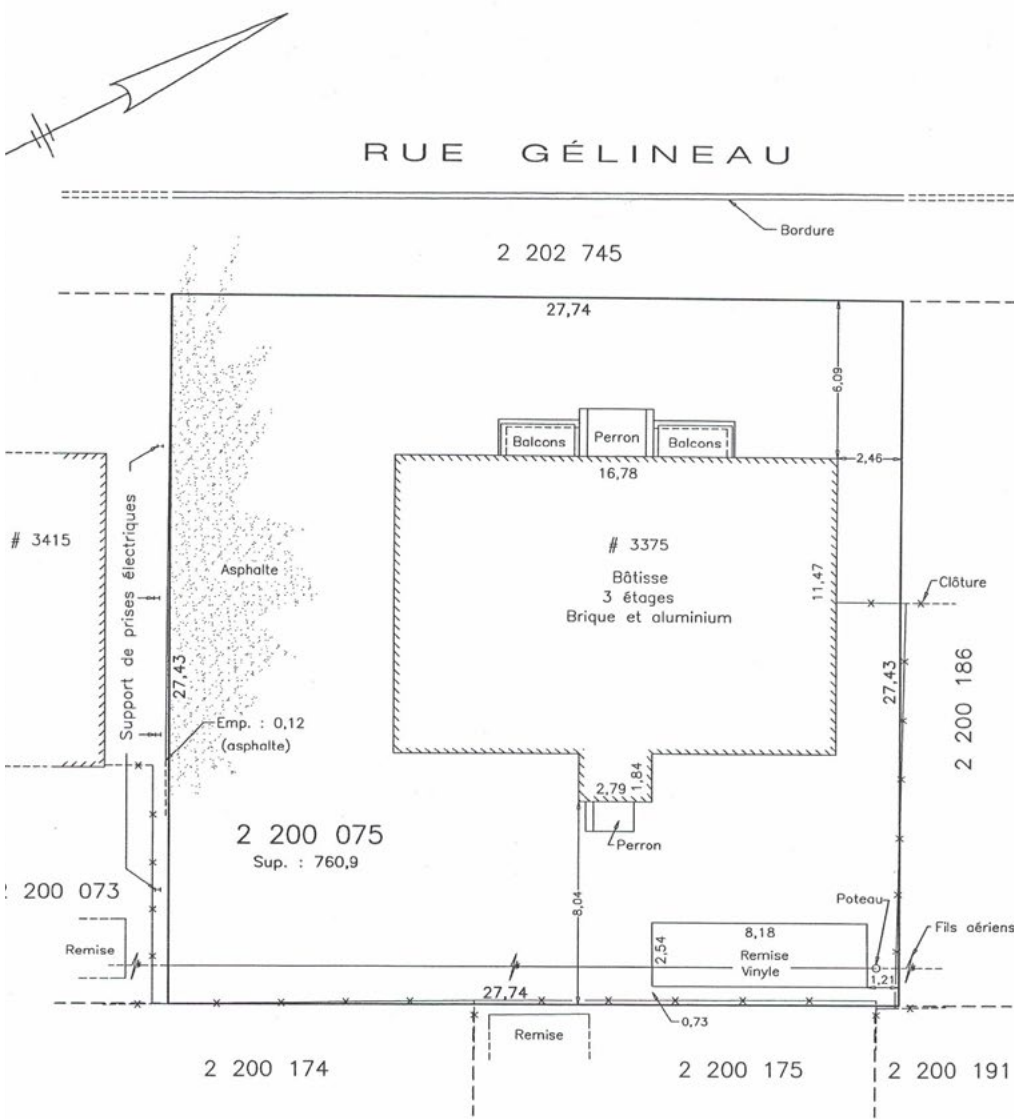 RUE GÉLINEAU
Bordure
2 202 745
27,74
6,09
Balcons
Perron
Balcons
16,78
2,46
# 3415
Support de prises électriques
Asphalte
# 3375
Bâtisse
3 étages
Brique et aluminium
11,47
Clôture
27,43
27,43
2 200 186
Emp. : 0,12
(asphalte)
2,79
1,84
Perron
2 200 075
Sup. : 760,9
8,04
200 073
Poteau
Fils aériens
Remise
8,18
2,54
Remise
Vinyle
1,21
27,74
0,73
Remise
2 200 174
2 200 175
2 200 191